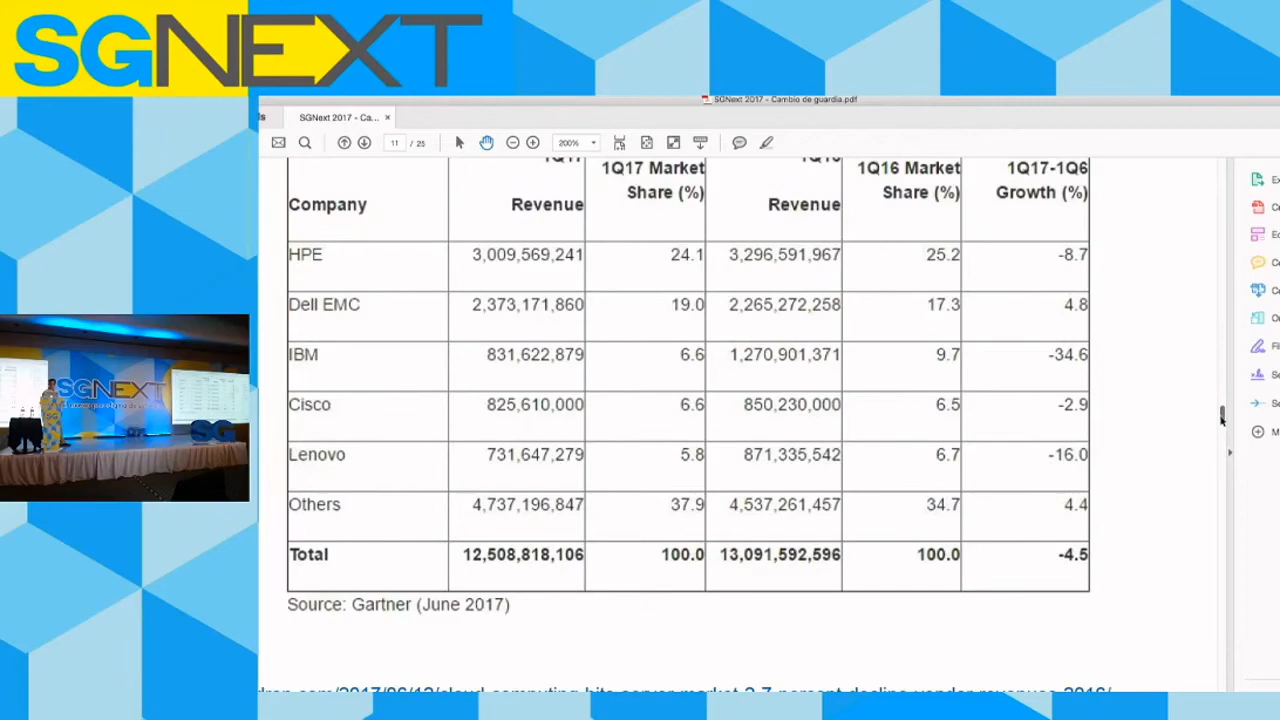 SGNEXT
SGNext 2017 - Cambio de guardia.pdf
SGNext 2017 - Ca... ×
11 / 25
200%
Company 1Q17 Revenue 1Q17 Market Share (%) 1Q16 Revenue 1Q16 Market Share (%) 1Q17-1Q6 Growth (%)
HPE 3,009,569,241 24.1 3,296,591,967 25.2 -8.7
Dell EMC 2,373,171,860 19.0 2,265,272,258 17.3 4.8
IBM 831,622,879 6.6 1,270,901,371 9.7 -34.6
Cisco 825,610,000 6.6 850,230,000 6.5 -2.9
Lenovo 731,647,279 5.8 871,335,542 6.7 -16.0
Others 4,737,196,847 37.9 4,537,261,457 34.7 4.4
Total 12,508,818,106 100.0 13,091,592,596 100.0 -4.5
Source: Gartner (June 2017)
SGNEXT
SG